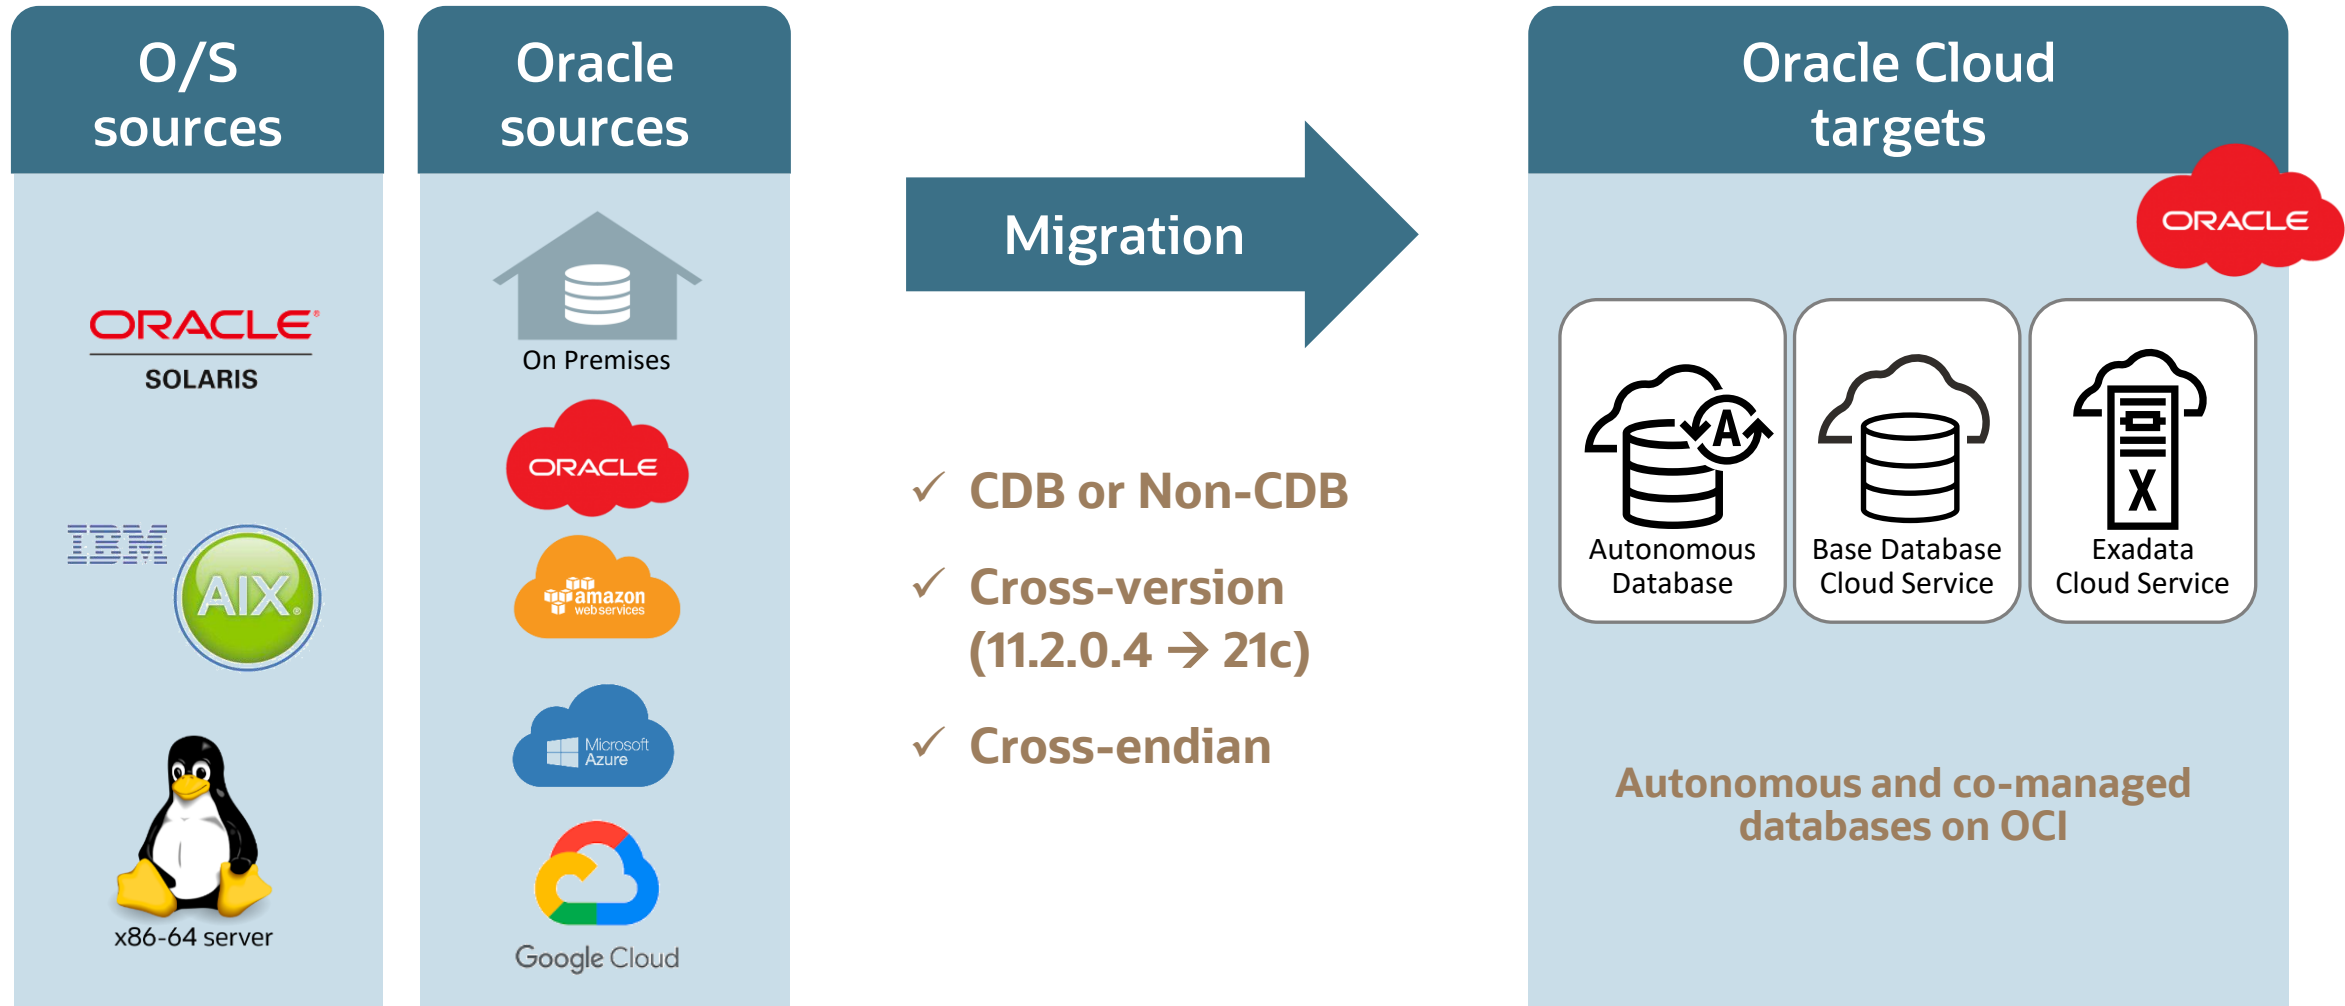 O/S
sources
ORACLE®
SOLARIS
IBM
AIX®
x86-64 server
Oracle
sources
On Premises
ORACLE
amazon
webservices
Microsoft
Azure
Google Cloud
Migration
✓ CDB or Non-CDB
✓ Cross-version
(11.2.0.4 → 21c)
✓ Cross-endian
Oracle Cloud
targets
ORACLE
A
Autonomous
Database
Base Database
Cloud Service
X
Exadata
Cloud Service
Autonomous and co-managed
databases on OCI